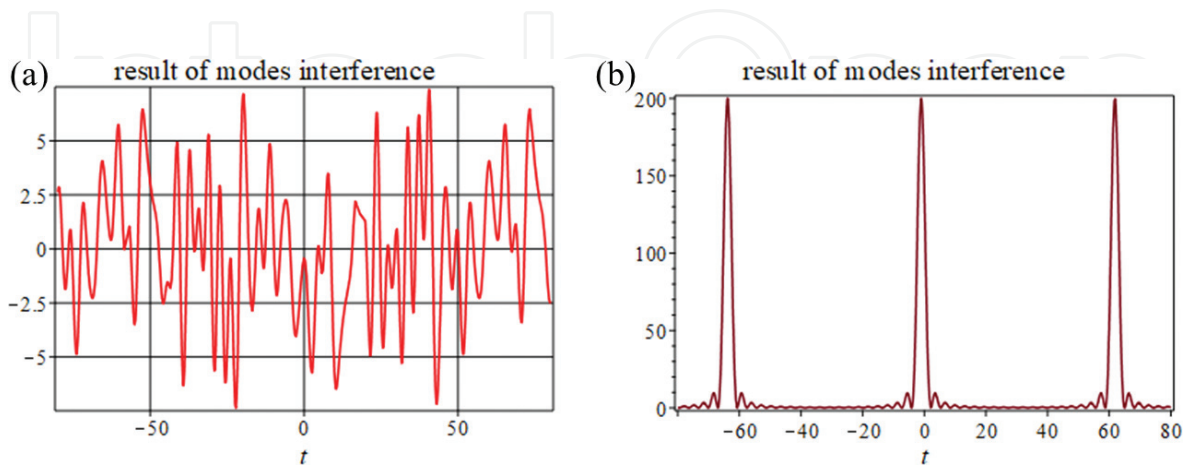 (a) result of modes interference
5
2.5
0
−2.5
−5
−50 0 50
t
(b) result of modes interference
200
150
100
50
0
−60 −40 −20 0 20 40 60 80
t